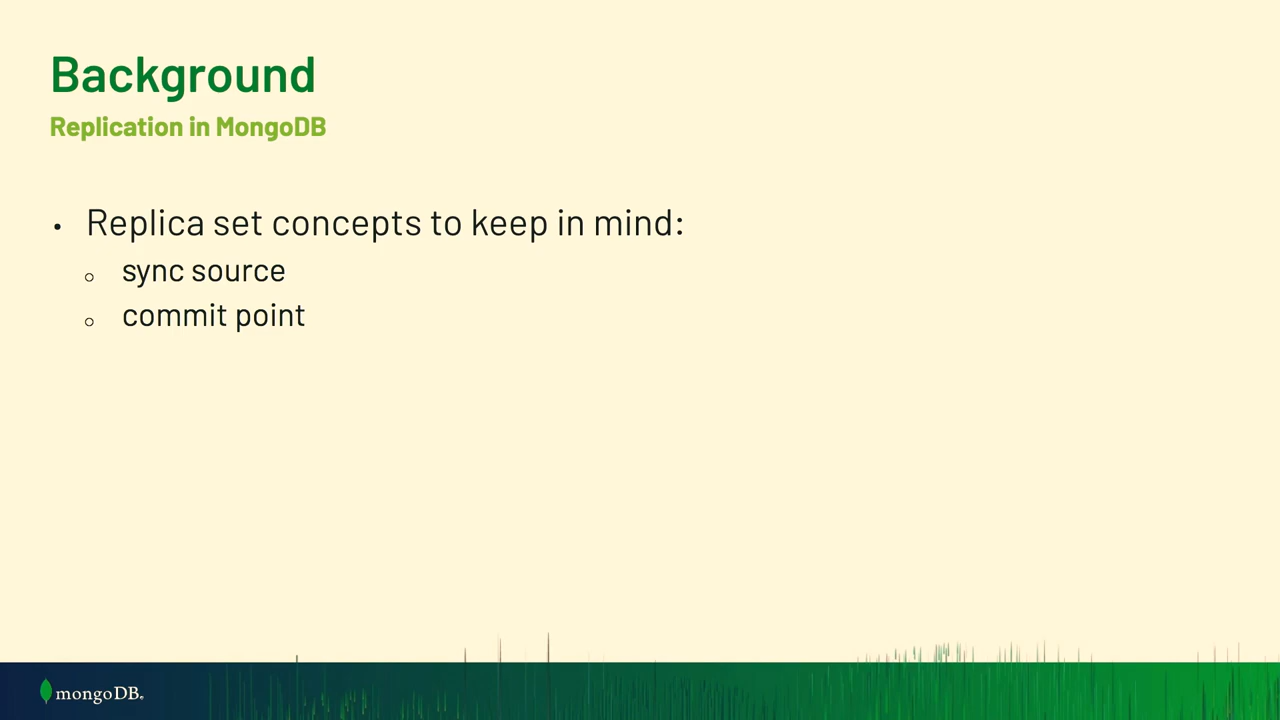 Background
Replication in MongoDB
• Replica set concepts to keep in mind:
○ sync source
○ commit point
mongoDB®